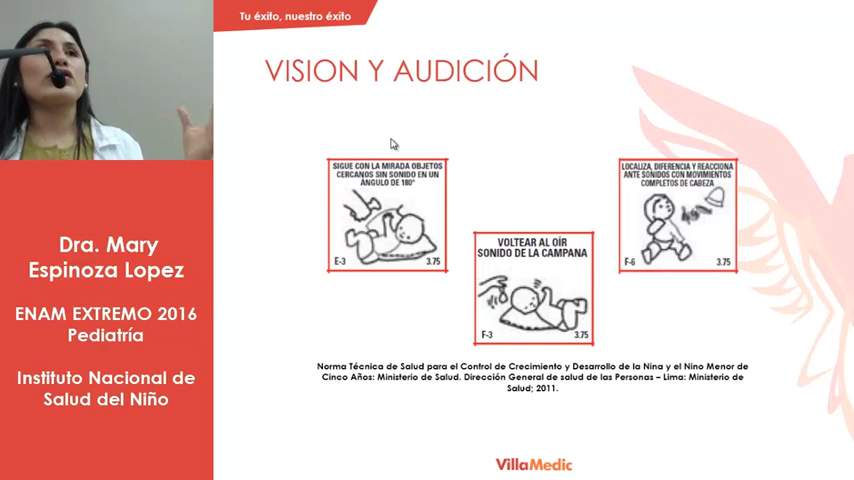 Tu éxito, nuestro éxito
VISION Y AUDICIÓN
SIGUE CON LA MIRADA OBJETOS
CERCANOS SIN SONIDO EN UN
ÁNGULO DE 180°
E-3 3.75
VOLTEAR AL OÍR
SONIDO DE LA CAMPANA
F-3 3.75
LOCALIZA, DIFERENCIA Y REACCIONA
ANTE SONIDOS CON MOVIMIENTOS
COMPLETOS DE CABEZA
F-6 3.75
Dra. Mary
Espinoza Lopez
ENAM EXTREMO 2016
Pediatría
Instituto Nacional de
Salud del Niño
Norma Técnica de Salud para el Control de Crecimiento y Desarrollo de la Nina y el Nino Menor de
Cinco Años: Ministerio de Salud. Dirección General de salud de las Personas – Lima: Ministerio de
Salud; 2011.
VillaMedic